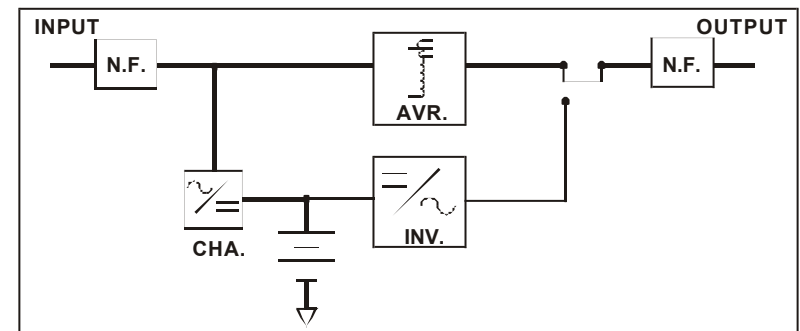 INPUT
OUTPUT
N.F.
N.F.
AVR.
CHA.
INV.